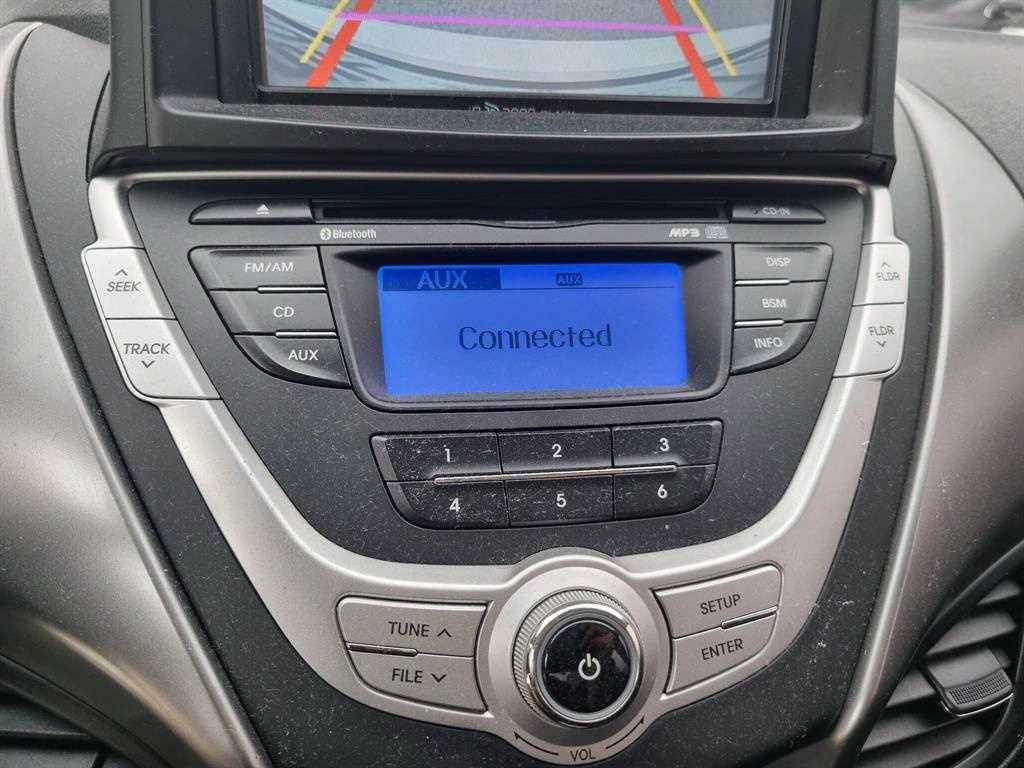 CD-IN
Bluetooth
MP3
FM/AM
CD
AUX
SEEK
TRACK
AUX AUX
Connected
DISP
BSM
INFO
FLDR
FLDR
1 2 3
4 5 6
TUNE
FILE
SETUP
ENTER
VOL